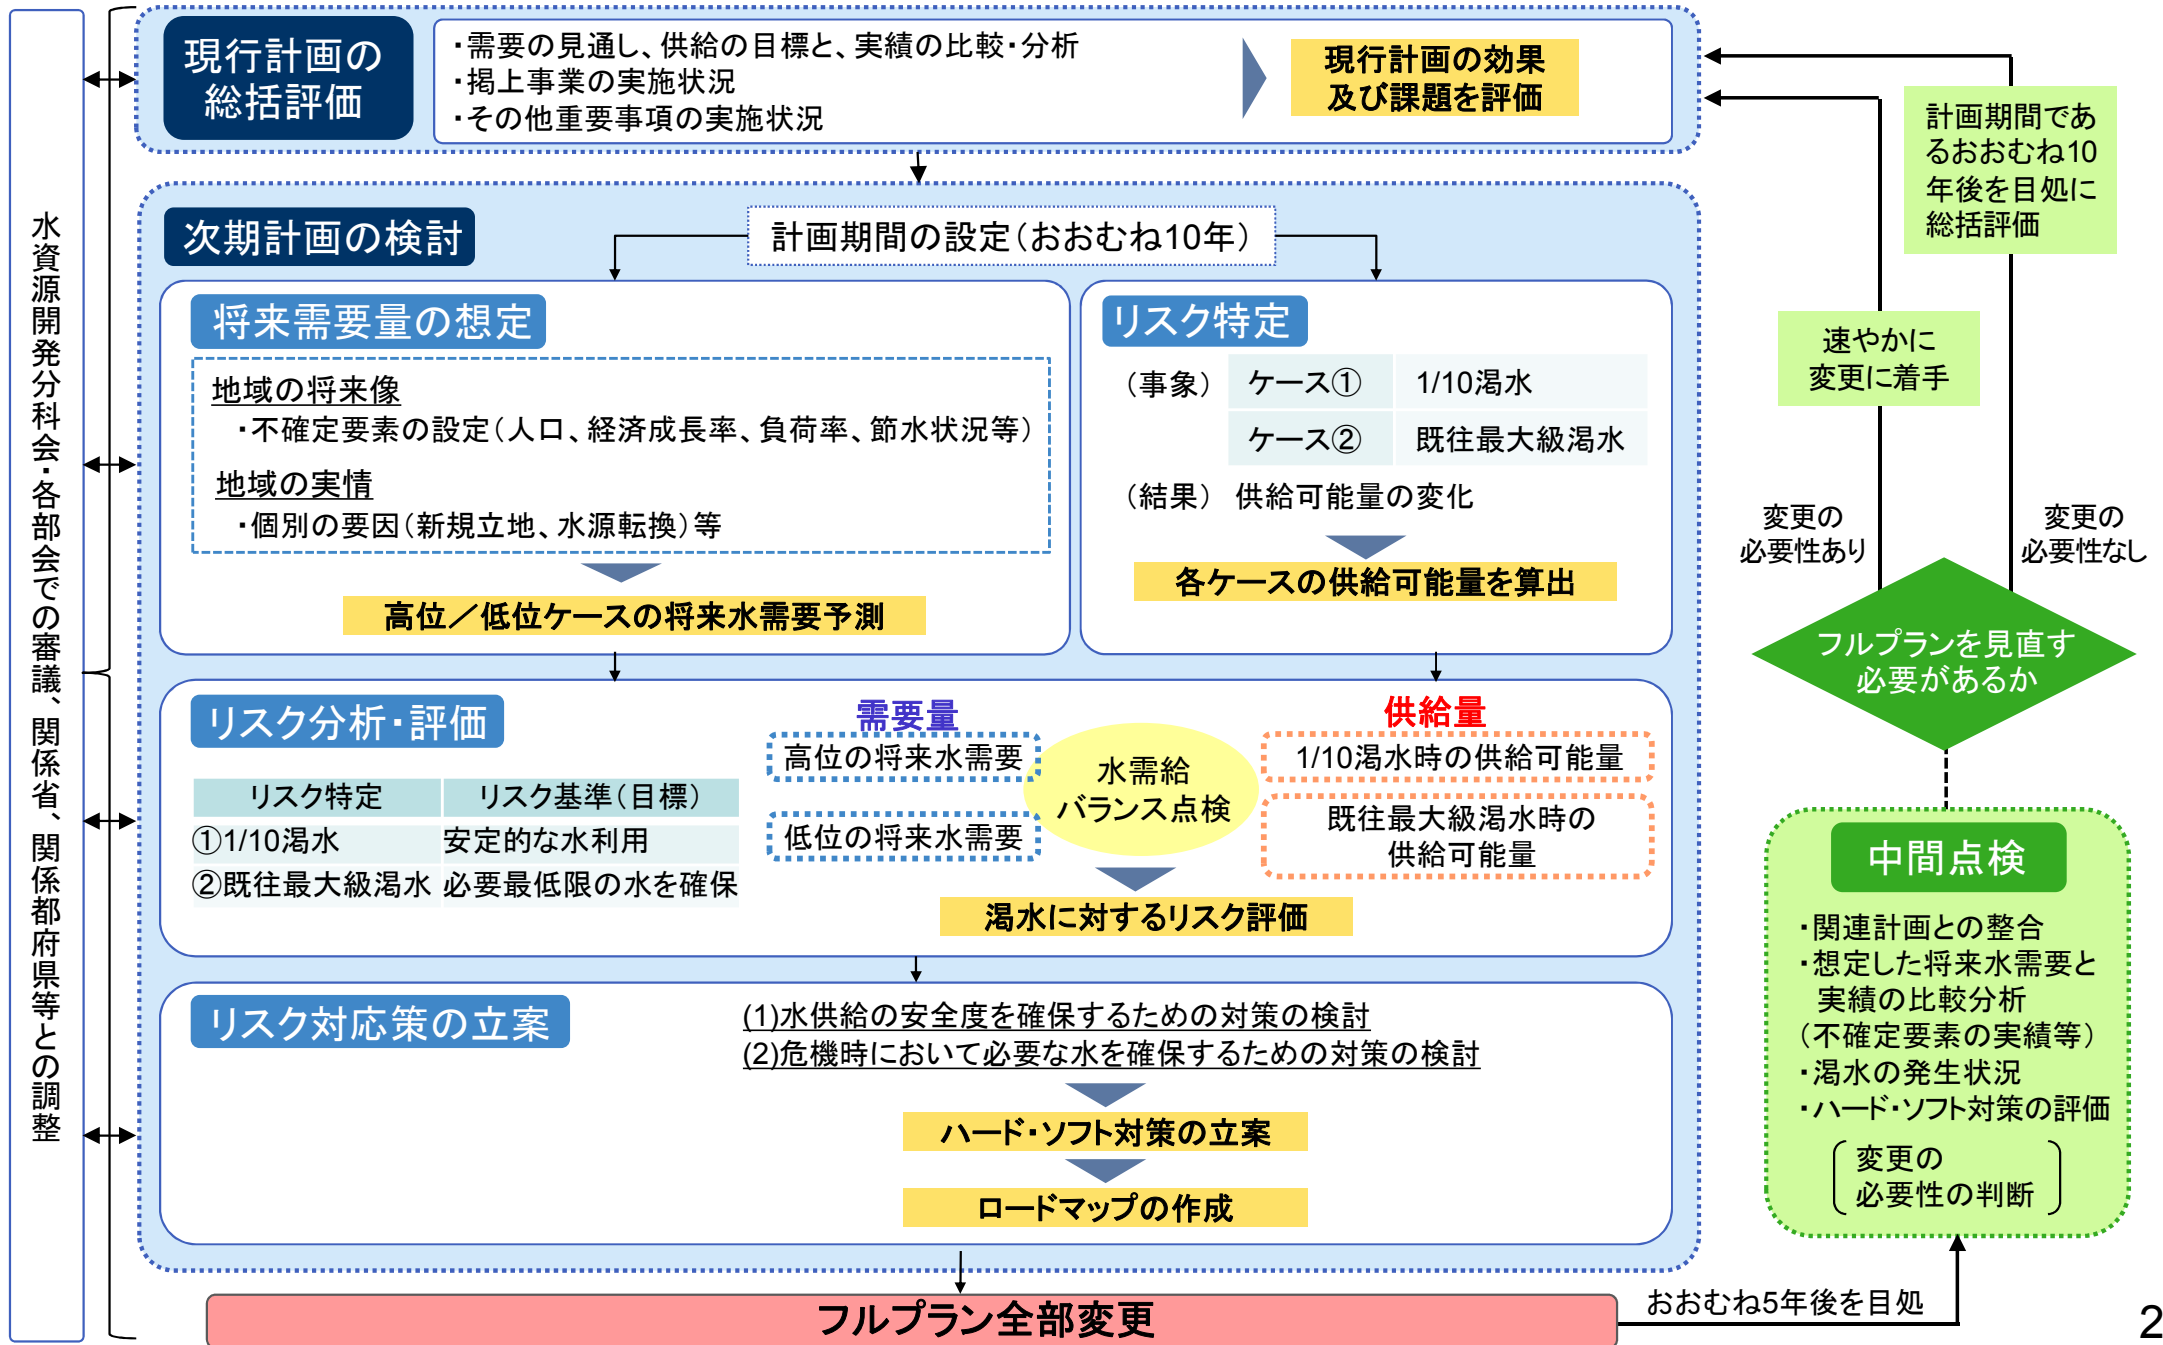 水資源開発分科会・各部会での審議、関係省、関係都府県等との調整
現行計画の
総括評価
・需要の見通し、供給の目標と、実績の比較・分析
・掲上事業の実施状況
・その他重要事項の実施状況
現行計画の効果
及び課題を評価
次期計画の検討
計画期間の設定（おおむね10年）
将来需要量の想定
地域の将来像
・不確定要素の設定（人口、経済成長率、負荷率、節水状況等）
地域の実情
・個別の要因（新規立地、水源転換）等
高位／低位ケースの将来水需要予測
リスク特定
（事象） ケース① 1/10渇水
ケース② 既往最大級渇水
（結果） 供給可能量の変化
各ケースの供給可能量を算出
リスク分析・評価
リスク特定 リスク基準（目標）
①1/10渇水 安定的な水利用
②既往最大級渇水 必要最低限の水を確保
需要量
高位の将来水需要
低位の将来水需要
水需給
バランス点検
供給量
1/10渇水時の供給可能量
既往最大級渇水時の
供給可能量
渇水に対するリスク評価
リスク対応策の立案
(1)水供給の安全度を確保するための対策の検討
(2)危機時において必要な水を確保するための対策の検討
ハード・ソフト対策の立案
ロードマップの作成
フルプラン全部変更
おおむね5年後を目処
中間点検
・関連計画との整合
・想定した将来水需要と
実績の比較分析
（不確定要素の実績等）
・渇水の発生状況
・ハード・ソフト対策の評価
変更の
必要性の判断
フルプランを見直す
必要があるか
変更の
必要性あり
変更の
必要性なし
速やかに
変更に着手
計画期間であ
るおおむね10
年後を目処に
総括評価
2